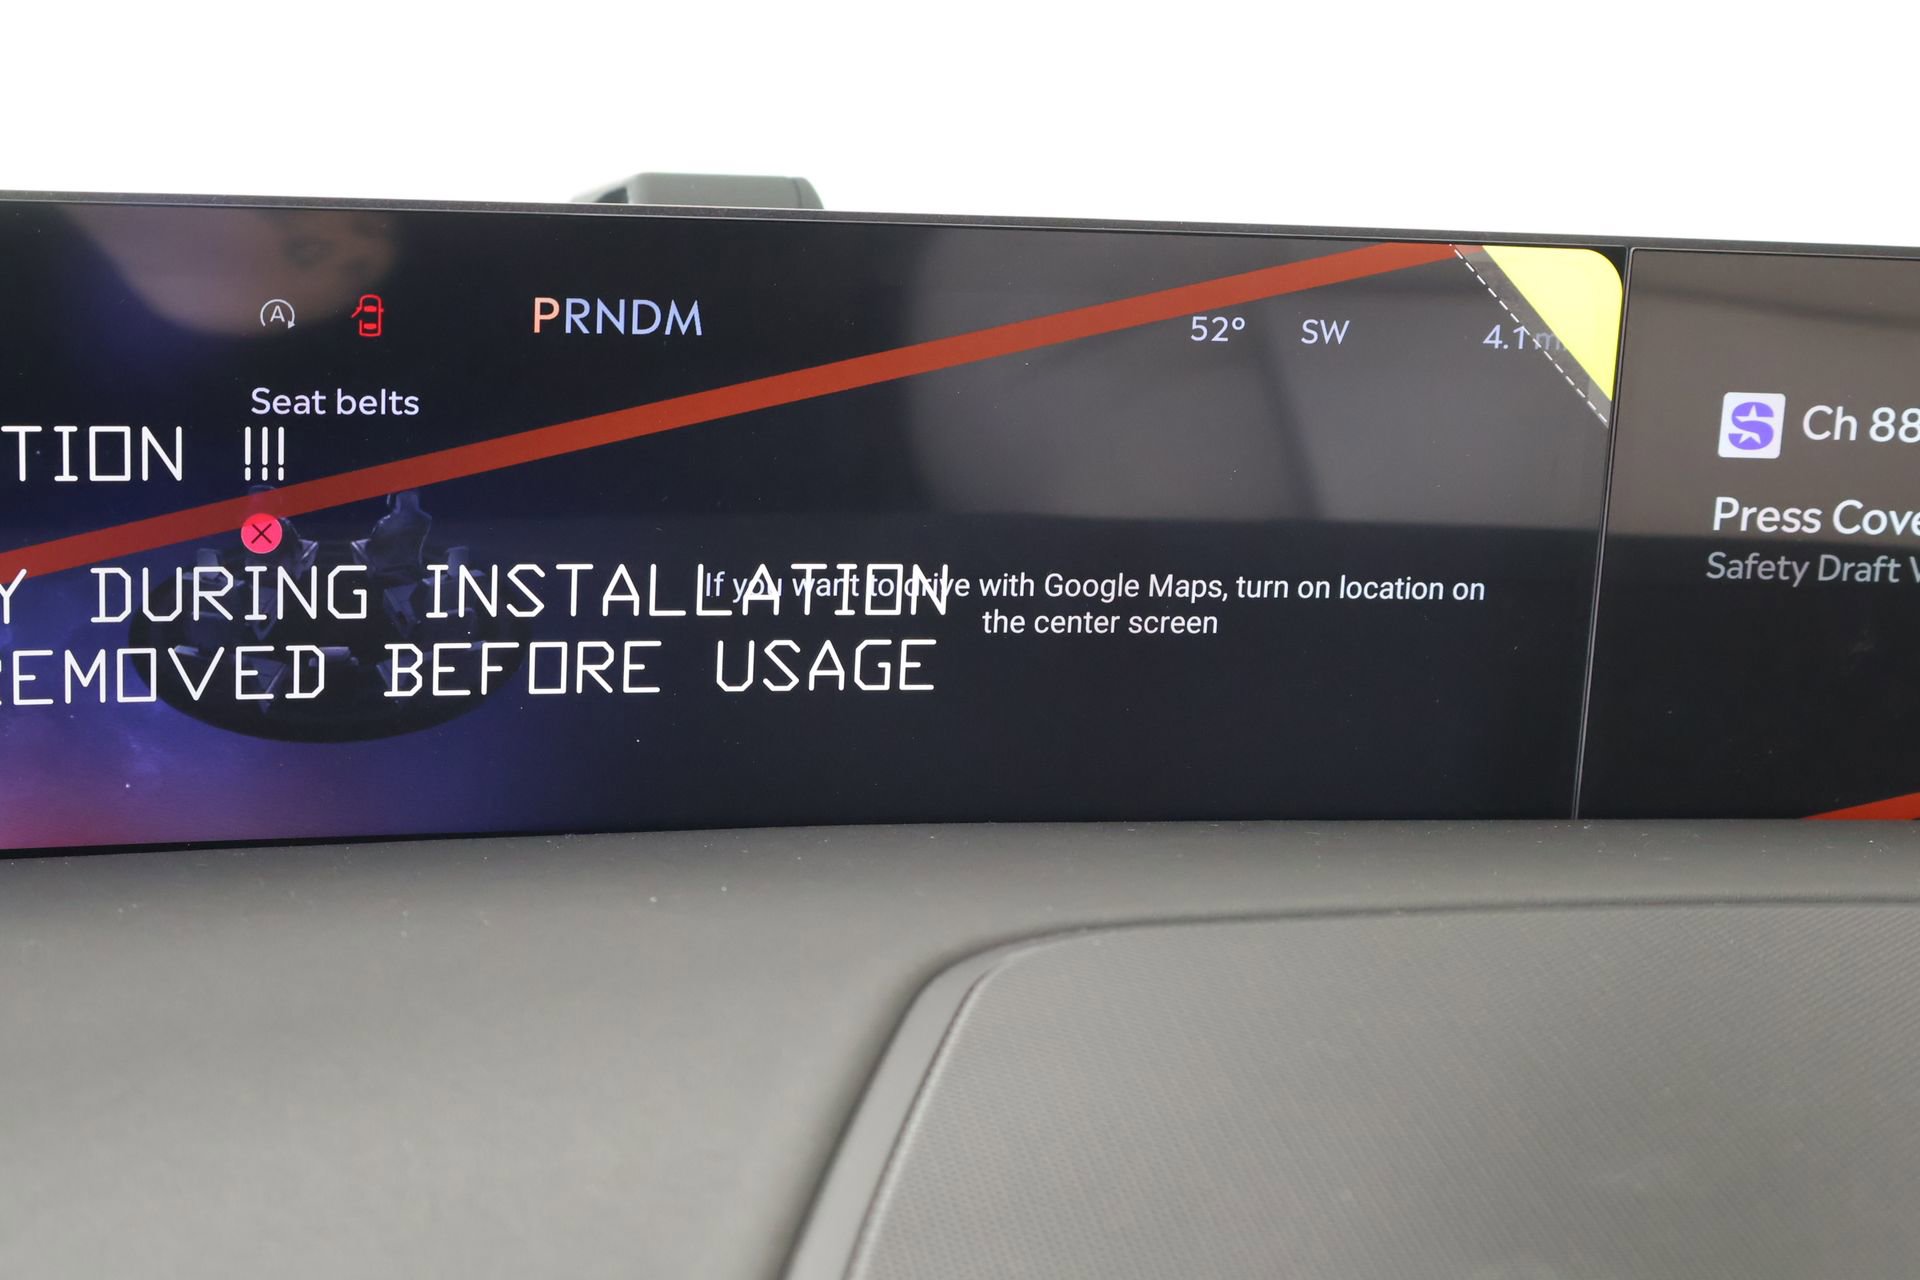 A
PRNDM
52° SW 4.1 mi
Seat belts
TION !!!
Y DURING INSTALLATION
REMOVED BEFORE USAGE
If you want to drive with Google Maps, turn on location on
the center screen
S Ch 88
Press Cove
Safety Draft V